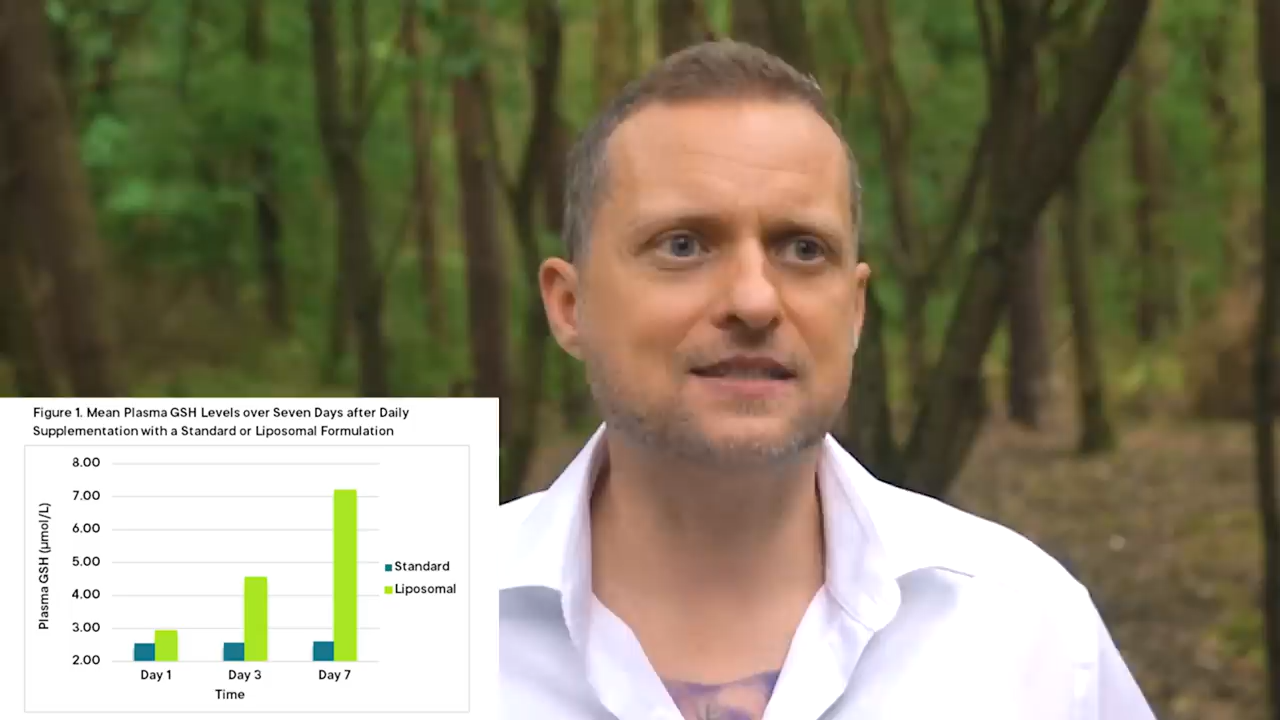 Figure 1. Mean Plasma GSH Levels over Seven Days after Daily
Supplementation with a Standard or Liposomal Formulation
8.00
7.00
6.00
5.00
4.00
3.00
2.00
Plasma GSH (µmol/L)
Standard
Liposomal
Day 1 Day 3 Day 7
Time